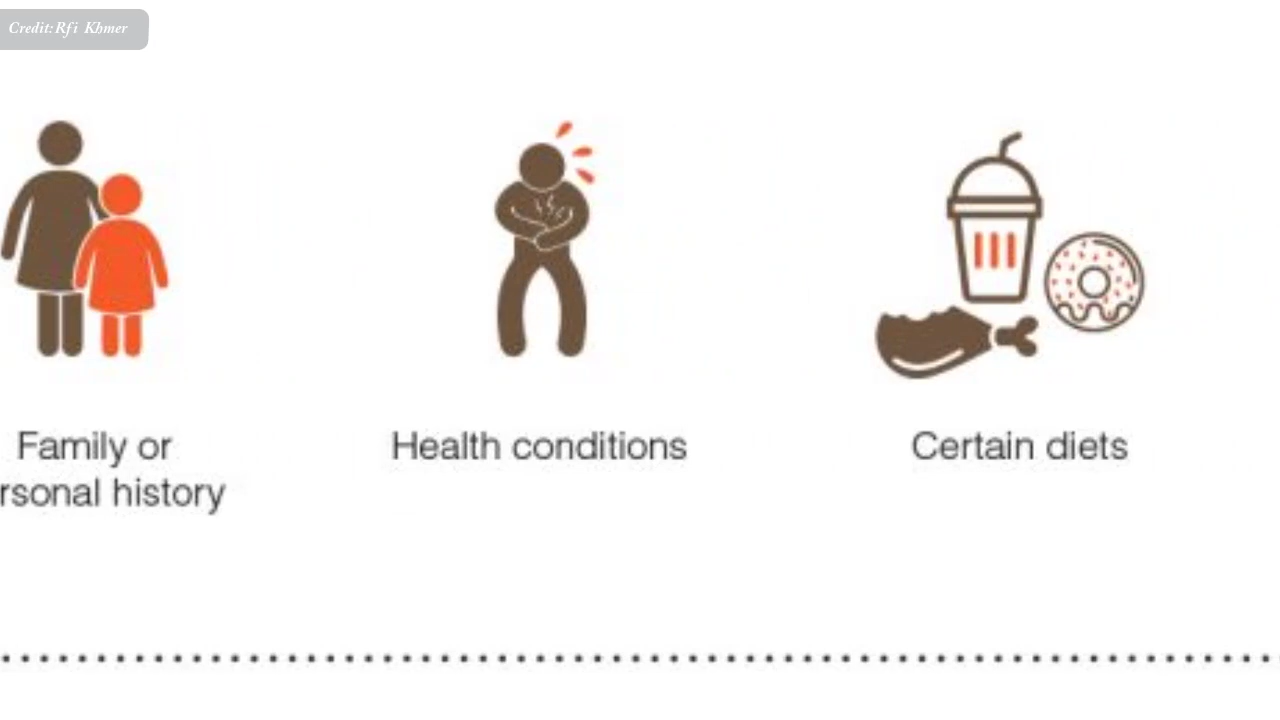 Credit:Rfi Khmer
Family or
rsonal history
Health conditions
Certain diets